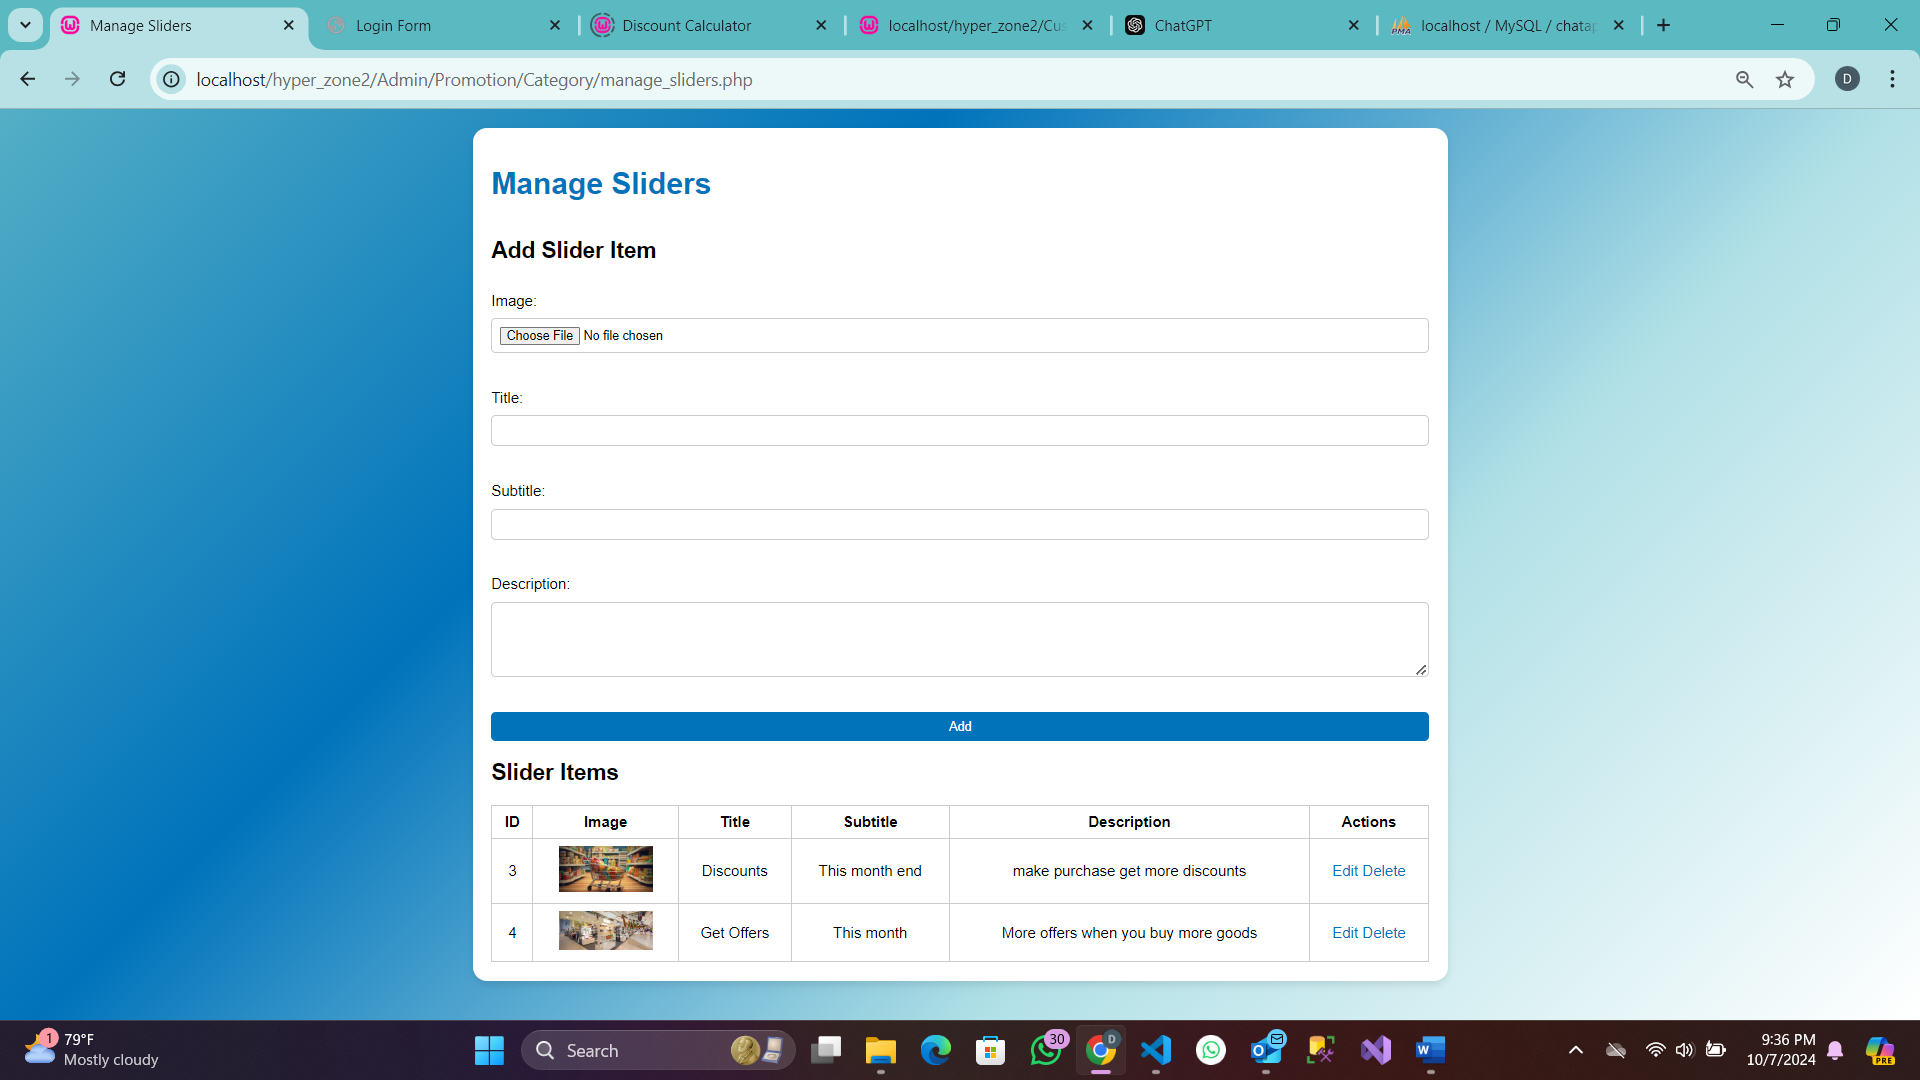 Manage Sliders
Login Form
Discount Calculator
localhost/hyper_zone2/Cus
ChatGPT
localhost / MySQL / chatap
localhost/hyper_zone2/Admin/Promotion/Category/manage_sliders.php
D
Manage Sliders
Add Slider Item
Image:
Choose File No file chosen
Title:
Subtitle:
Description:
Add
Slider Items
ID Image Title Subtitle Description Actions
3 Discounts This month end make purchase get more discounts Edit Delete
4 Get Offers This month More offers when you buy more goods Edit Delete
1
79°F
Mostly cloudy
Search
30
D
9:36 PM
10/7/2024
PRE